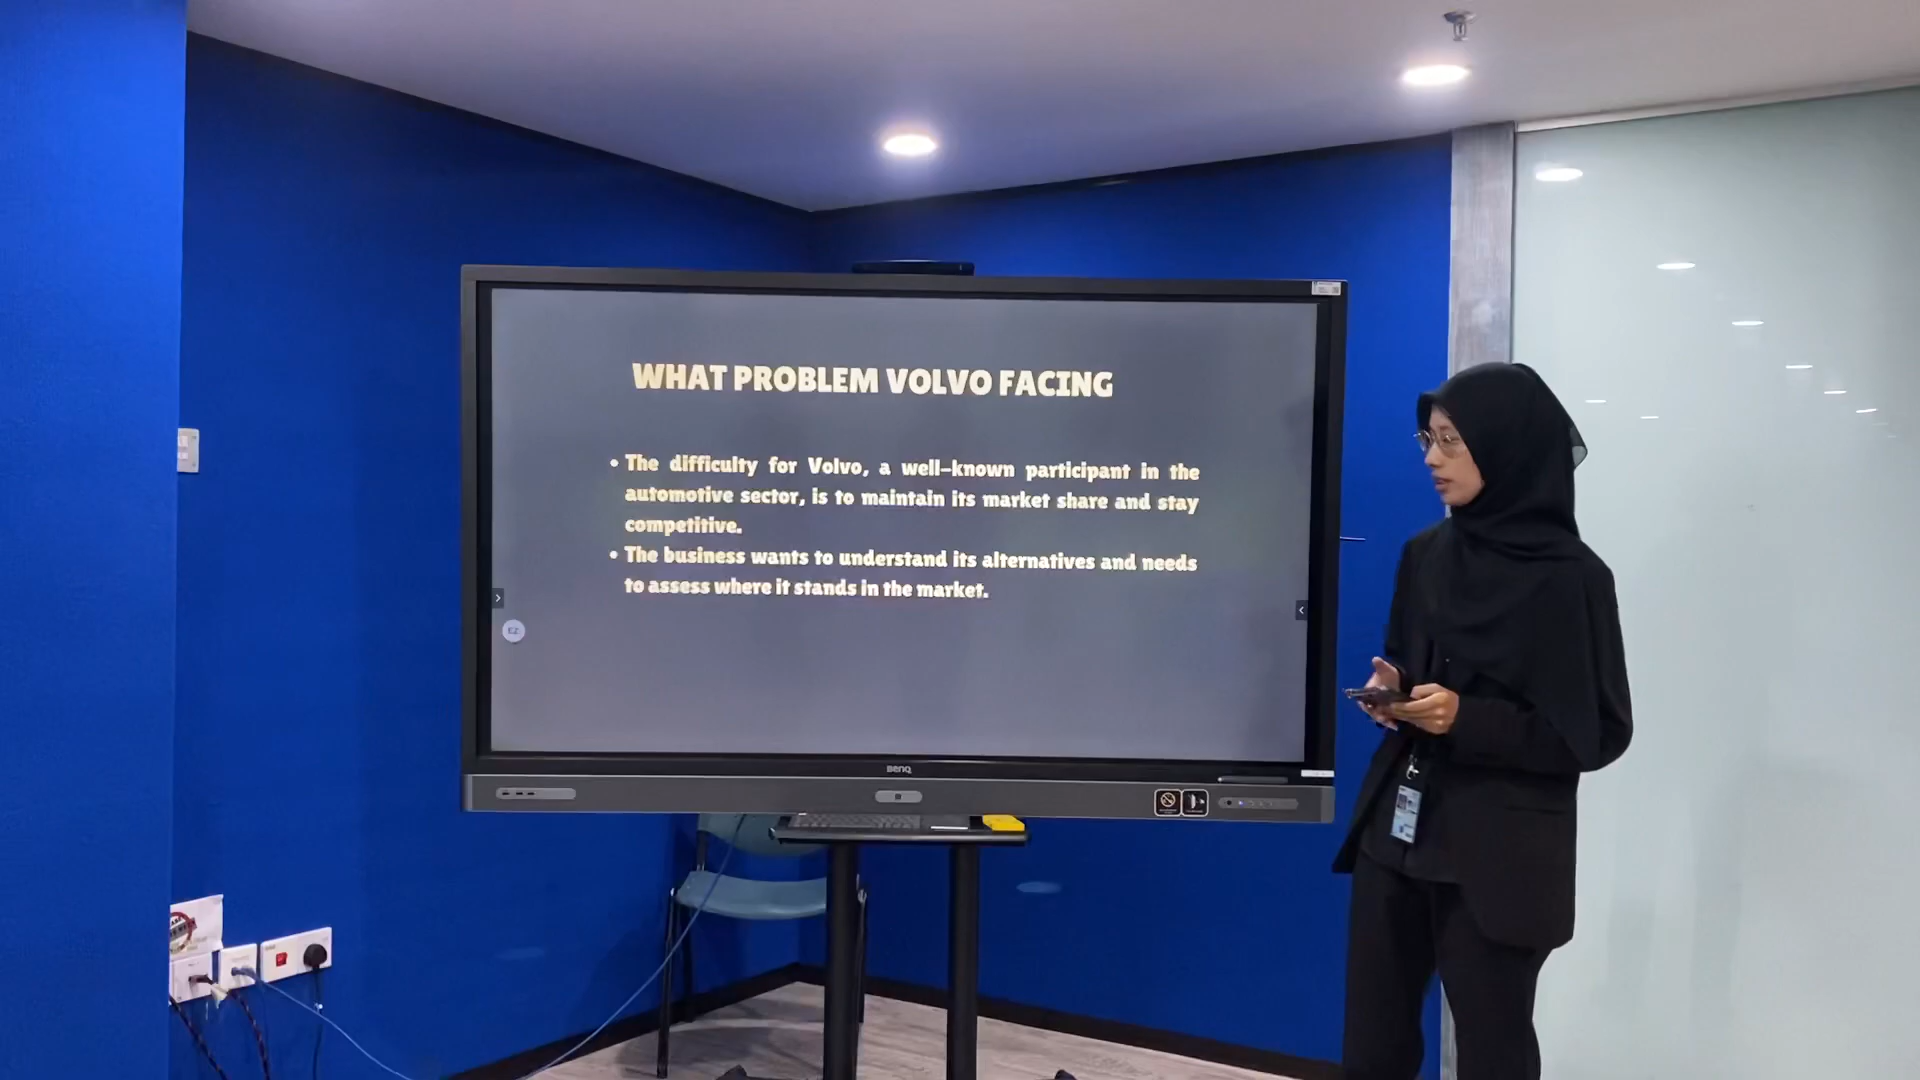 WHAT PROBLEM VOLVO FACING
• The difficulty for Volvo, a well-known participant in the
automotive sector, is to maintain its market share and stay
competitive.
• The business wants to understand its alternatives and needs
to assess where it stands in the market.
EZ
BenQ